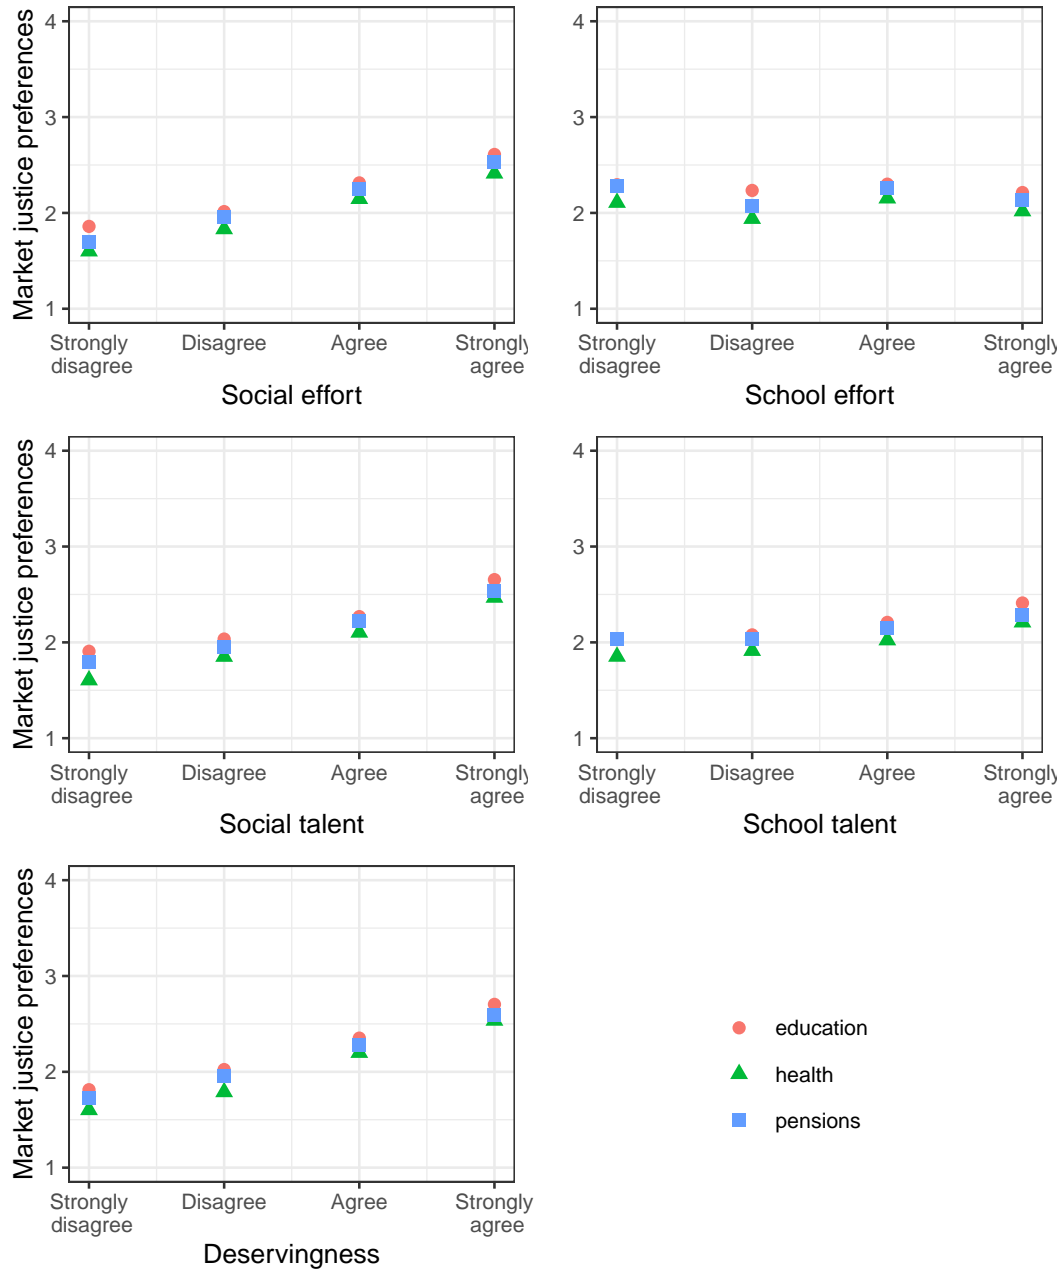 Market justice preferences
4
3
2
1
Strongly
disagree
Disagree
Agree
Strongly
agree
Social effort
4
3
2
1
Strongly
disagree
Disagree
Agree
Strongly
agree
School effort
Market justice preferences
4
3
2
1
Strongly
disagree
Disagree
Agree
Strongly
agree
Social talent
4
3
2
1
Strongly
disagree
Disagree
Agree
Strongly
agree
School talent
Market justice preferences
4
3
2
1
Strongly
disagree
Disagree
Agree
Strongly
agree
Deservingness
education
health
pensions